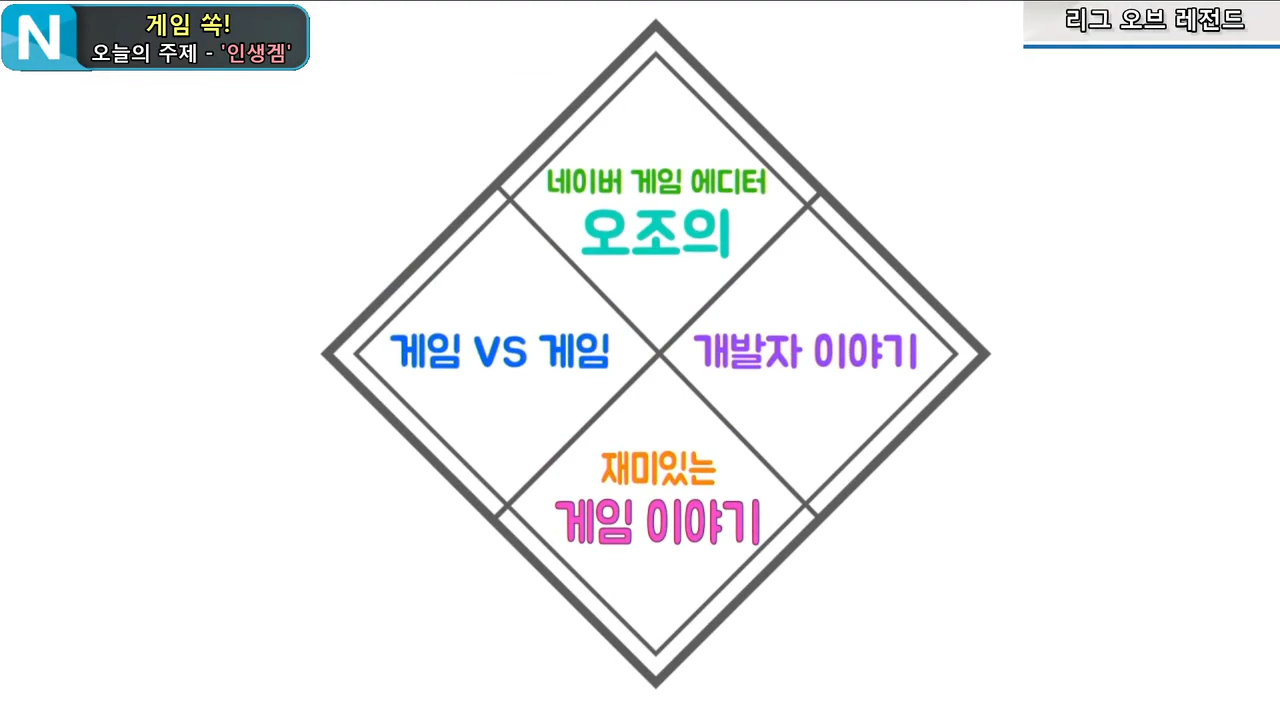 N
게임 쏙!
오늘의 주제 - '인생겜'
리그 오브 레전드
네이버 게임 에디터
오조의
게임 VS 게임
개발자 이야기
재미있는
게임 이야기